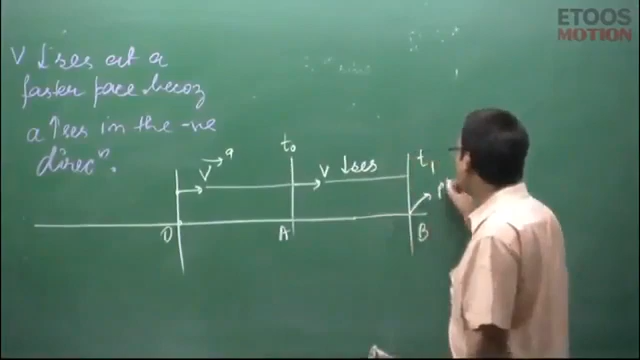 ETOOS
MOTION
V ↓ses at a
faster pace becoz
a ↑ses in the -ve
direcⁿ.
t₀
a
V
V ↓ses
t₁
O
A
B